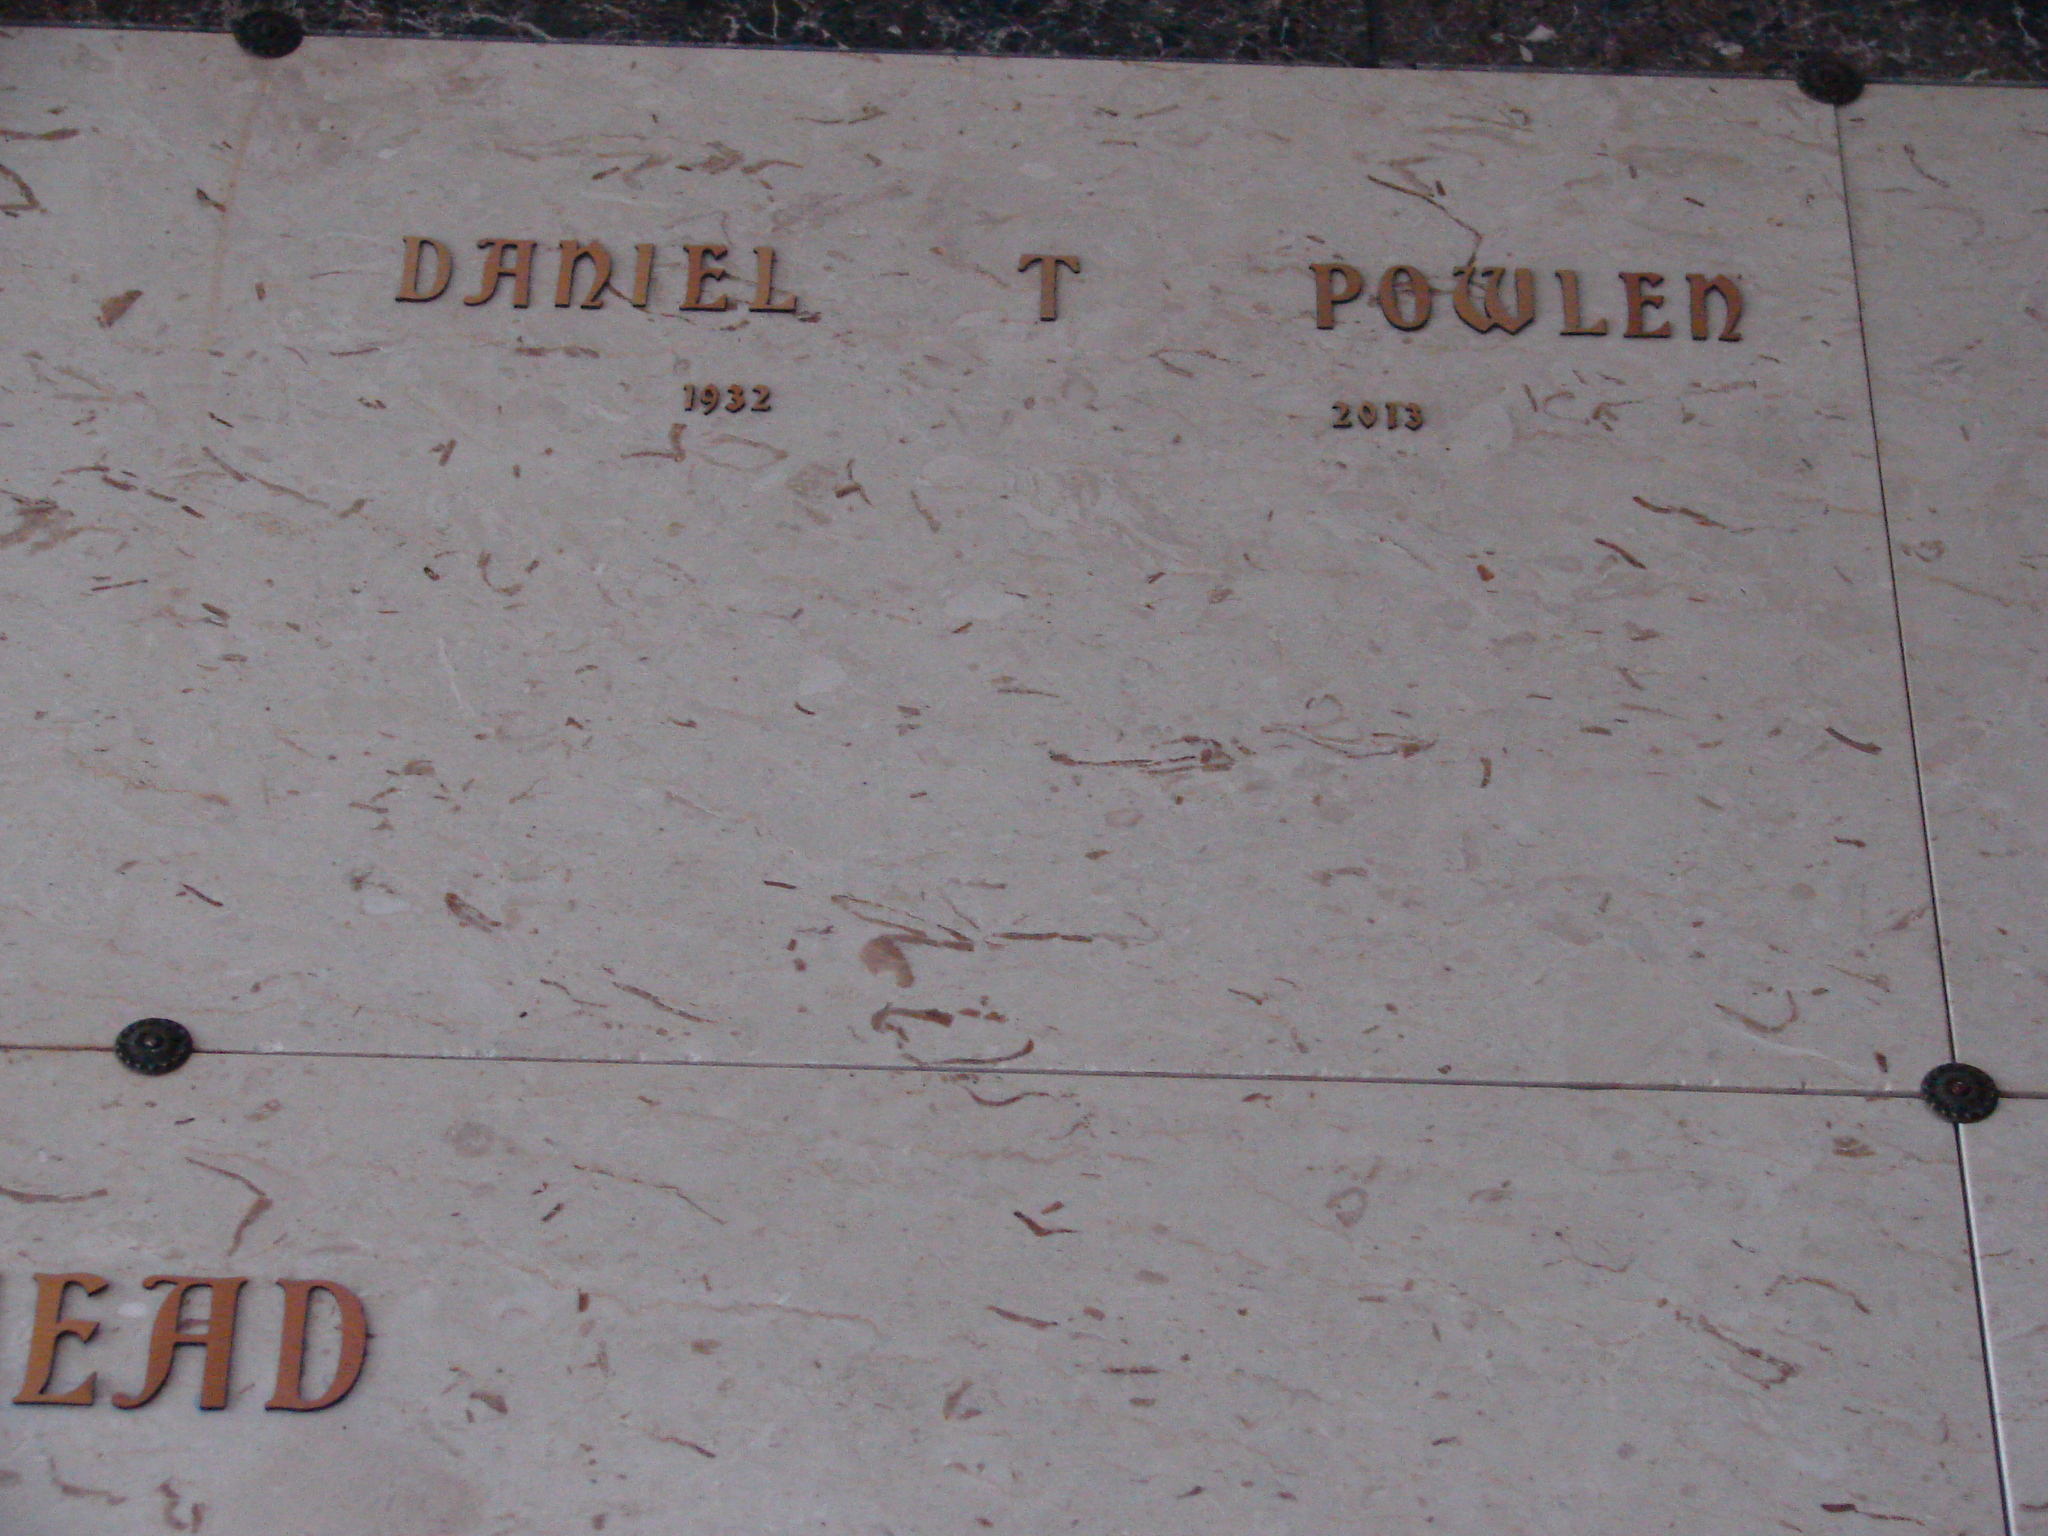 DANIEL T POWLEN
1932 2013
EAD